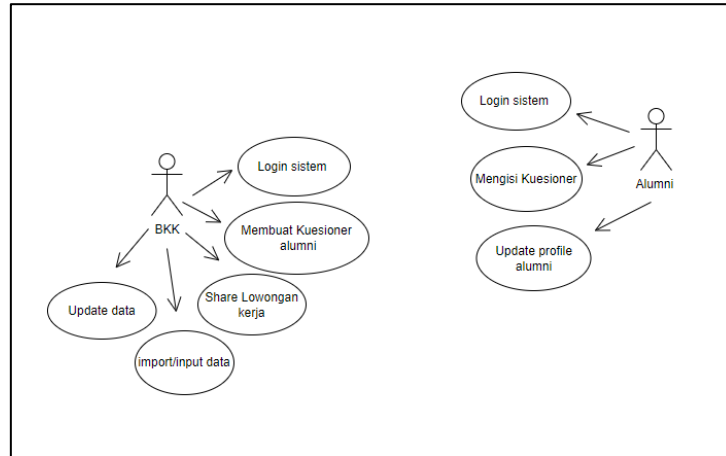 Login sistem
Membuat Kuesioner
alumni
BKK
Share Lowongan
kerja
Update data
import/input data
Login sistem
Mengisi Kuesioner
Alumni
Update profile
alumni